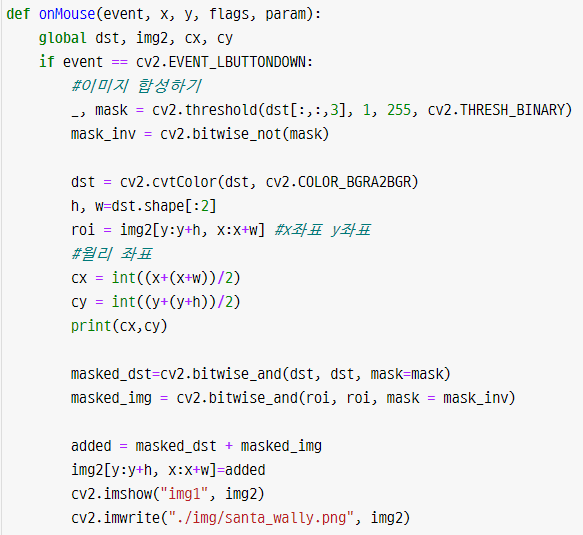 def onMouse(event, x, y, flags, param):
    global dst, img2, cx, cy
    if event == cv2.EVENT_LBUTTONDOWN:
        #이미지 합성하기
        _, mask = cv2.threshold(dst[:,:,3], 1, 255, cv2.THRESH_BINARY)
        mask_inv = cv2.bitwise_not(mask)

        dst = cv2.cvtColor(dst, cv2.COLOR_BGRA2BGR)
        h, w=dst.shape[:2]
        roi = img2[y:y+h, x:x+w] #x좌표 y좌표
        #월리 좌표
        cx = int((x+(x+w))/2)
        cy = int((y+(y+h))/2)
        print(cx,cy)

        masked_dst=cv2.bitwise_and(dst, dst, mask=mask)
        masked_img = cv2.bitwise_and(roi, roi, mask = mask_inv)

        added = masked_dst + masked_img
        img2[y:y+h, x:x+w]=added
        cv2.imshow("img1", img2)
        cv2.imwrite("./img/santa_wally.png", img2)